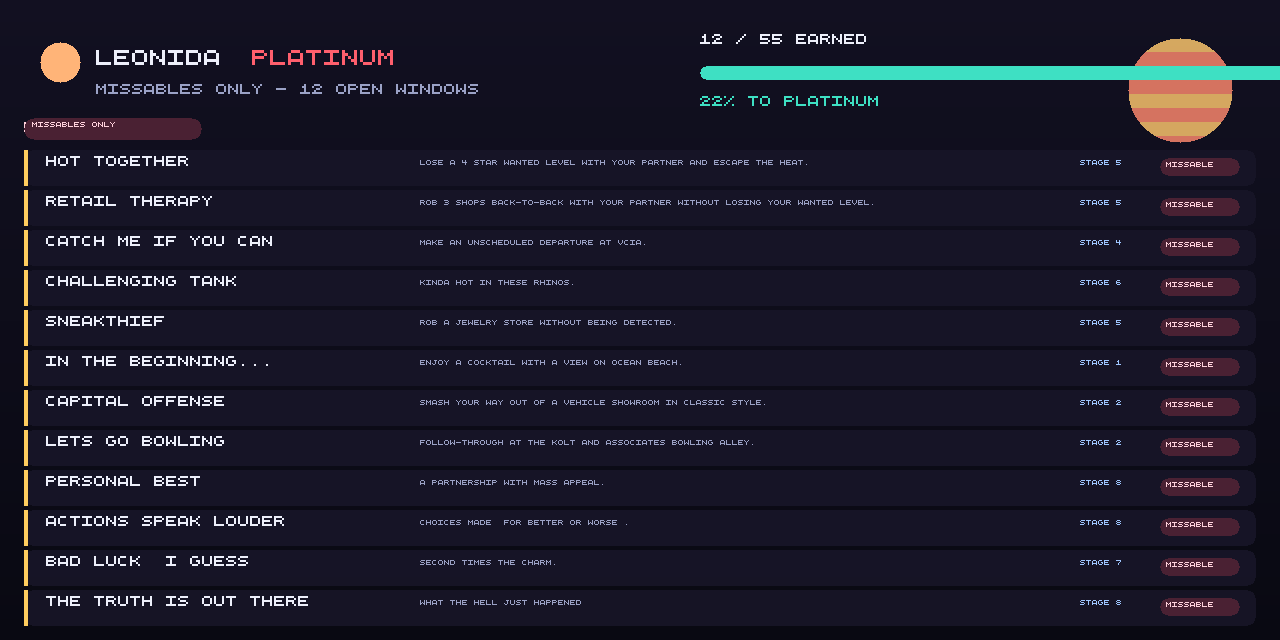 LEONIDA PLATINUM
MISSABLES ONLY - 12 OPEN WINDOWS
12 / 55 EARNED
22% TO PLATINUM
MISSABLES ONLY
HOT TOGETHER LOSE A 4 STAR WANTED LEVEL WITH YOUR PARTNER AND ESCAPE THE HEAT. STAGE 5 MISSABLE
RETAIL THERAPY ROB 3 SHOPS BACK-TO-BACK WITH YOUR PARTNER WITHOUT LOSING YOUR WANTED LEVEL. STAGE 5 MISSABLE
CATCH ME IF YOU CAN MAKE AN UNSCHEDULED DEPARTURE AT VCIA. STAGE 4 MISSABLE
CHALLENGING TANK KINDA HOT IN THESE RHINOS. STAGE 6 MISSABLE
SNEAKTHIEF ROB A JEWELRY STORE WITHOUT BEING DETECTED. STAGE 5 MISSABLE
IN THE BEGINNING... ENJOY A COCKTAIL WITH A VIEW ON OCEAN BEACH. STAGE 1 MISSABLE
CAPITAL OFFENSE SMASH YOUR WAY OUT OF A VEHICLE SHOWROOM IN CLASSIC STYLE. STAGE 2 MISSABLE
LETS GO BOWLING FOLLOW-THROUGH AT THE KOLT AND ASSOCIATES BOWLING ALLEY. STAGE 2 MISSABLE
PERSONAL BEST A PARTNERSHIP WITH MASS APPEAL. STAGE 8 MISSABLE
ACTIONS SPEAK LOUDER CHOICES MADE FOR BETTER OR WORSE . STAGE 8 MISSABLE
BAD LUCK I GUESS SECOND TIMES THE CHARM. STAGE 7 MISSABLE
THE TRUTH IS OUT THERE WHAT THE HELL JUST HAPPENED STAGE 8 MISSABLE